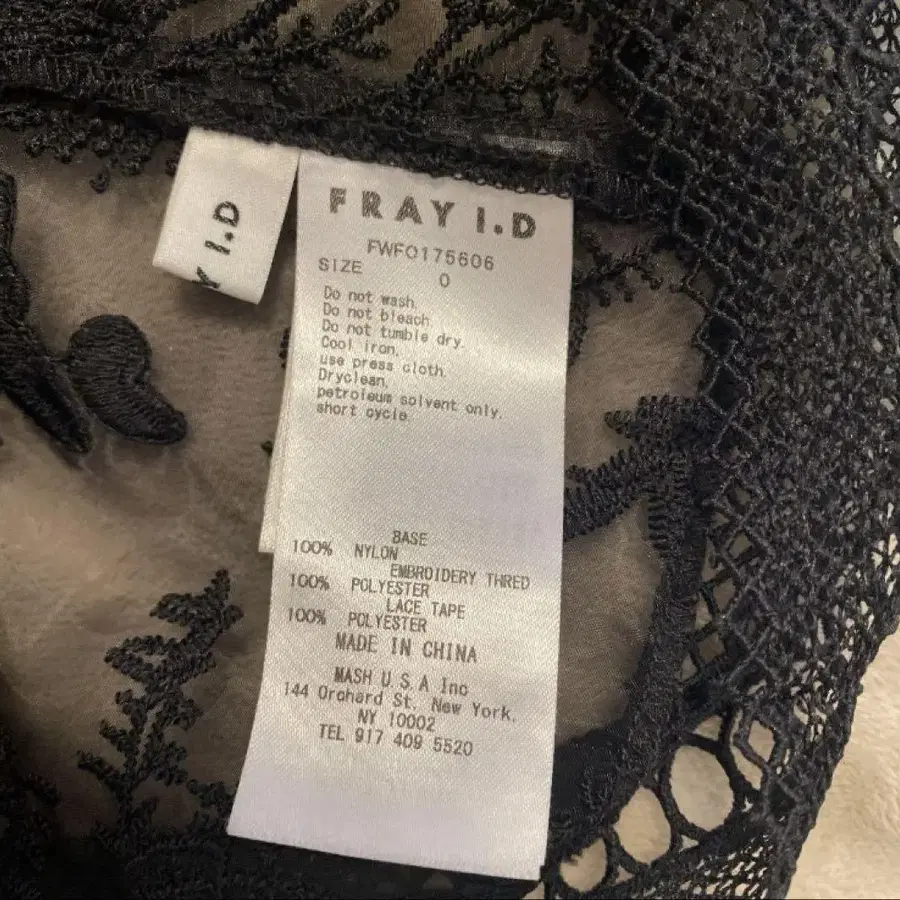 I.D
FRAY I.D
FWFO175606
SIZE 0
Do not wash.
Do not bleach.
Do not tumble dry.
Cool iron,
use press cloth.
Dryclean,
petroleum solvent only,
short cycle.
BASE
100% NYLON
EMBROIDERY THRED
100% POLYESTER
LACE TAPE
100% POLYESTER
MADE IN CHINA
MASH U.S.A Inc
144 Orchard St, New York,
NY 10002
TEL 917 409 5520